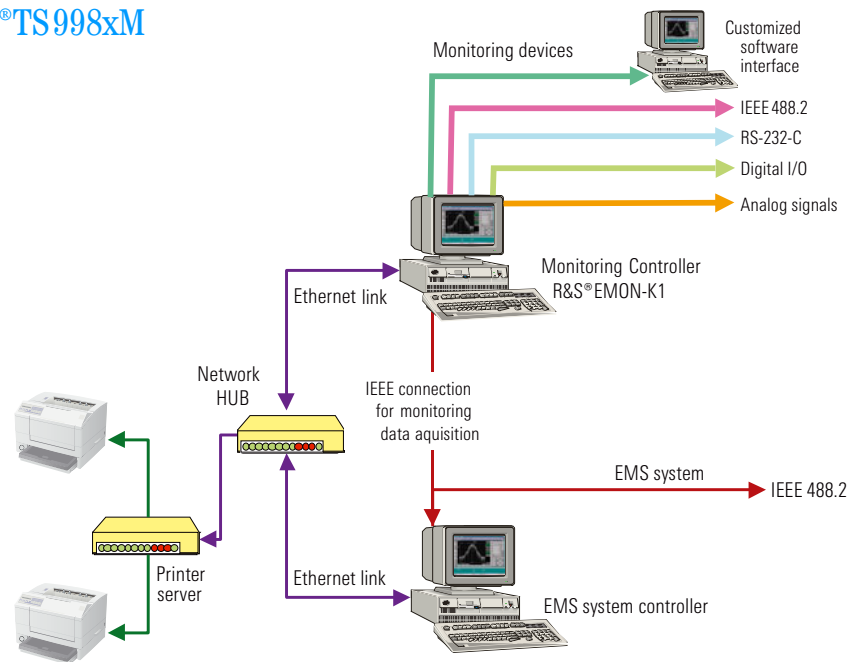 ®TS998xM
Monitoring devices
Customized
software
interface
IEEE 488.2
RS-232-C
Digital I/O
Analog signals
Monitoring Controller
R&S®EMON-K1
Ethernet link
Network
HUB
IEEE connection
for monitoring
data aquisition
EMS system
IEEE 488.2
Printer
server
Ethernet link
EMS system controller